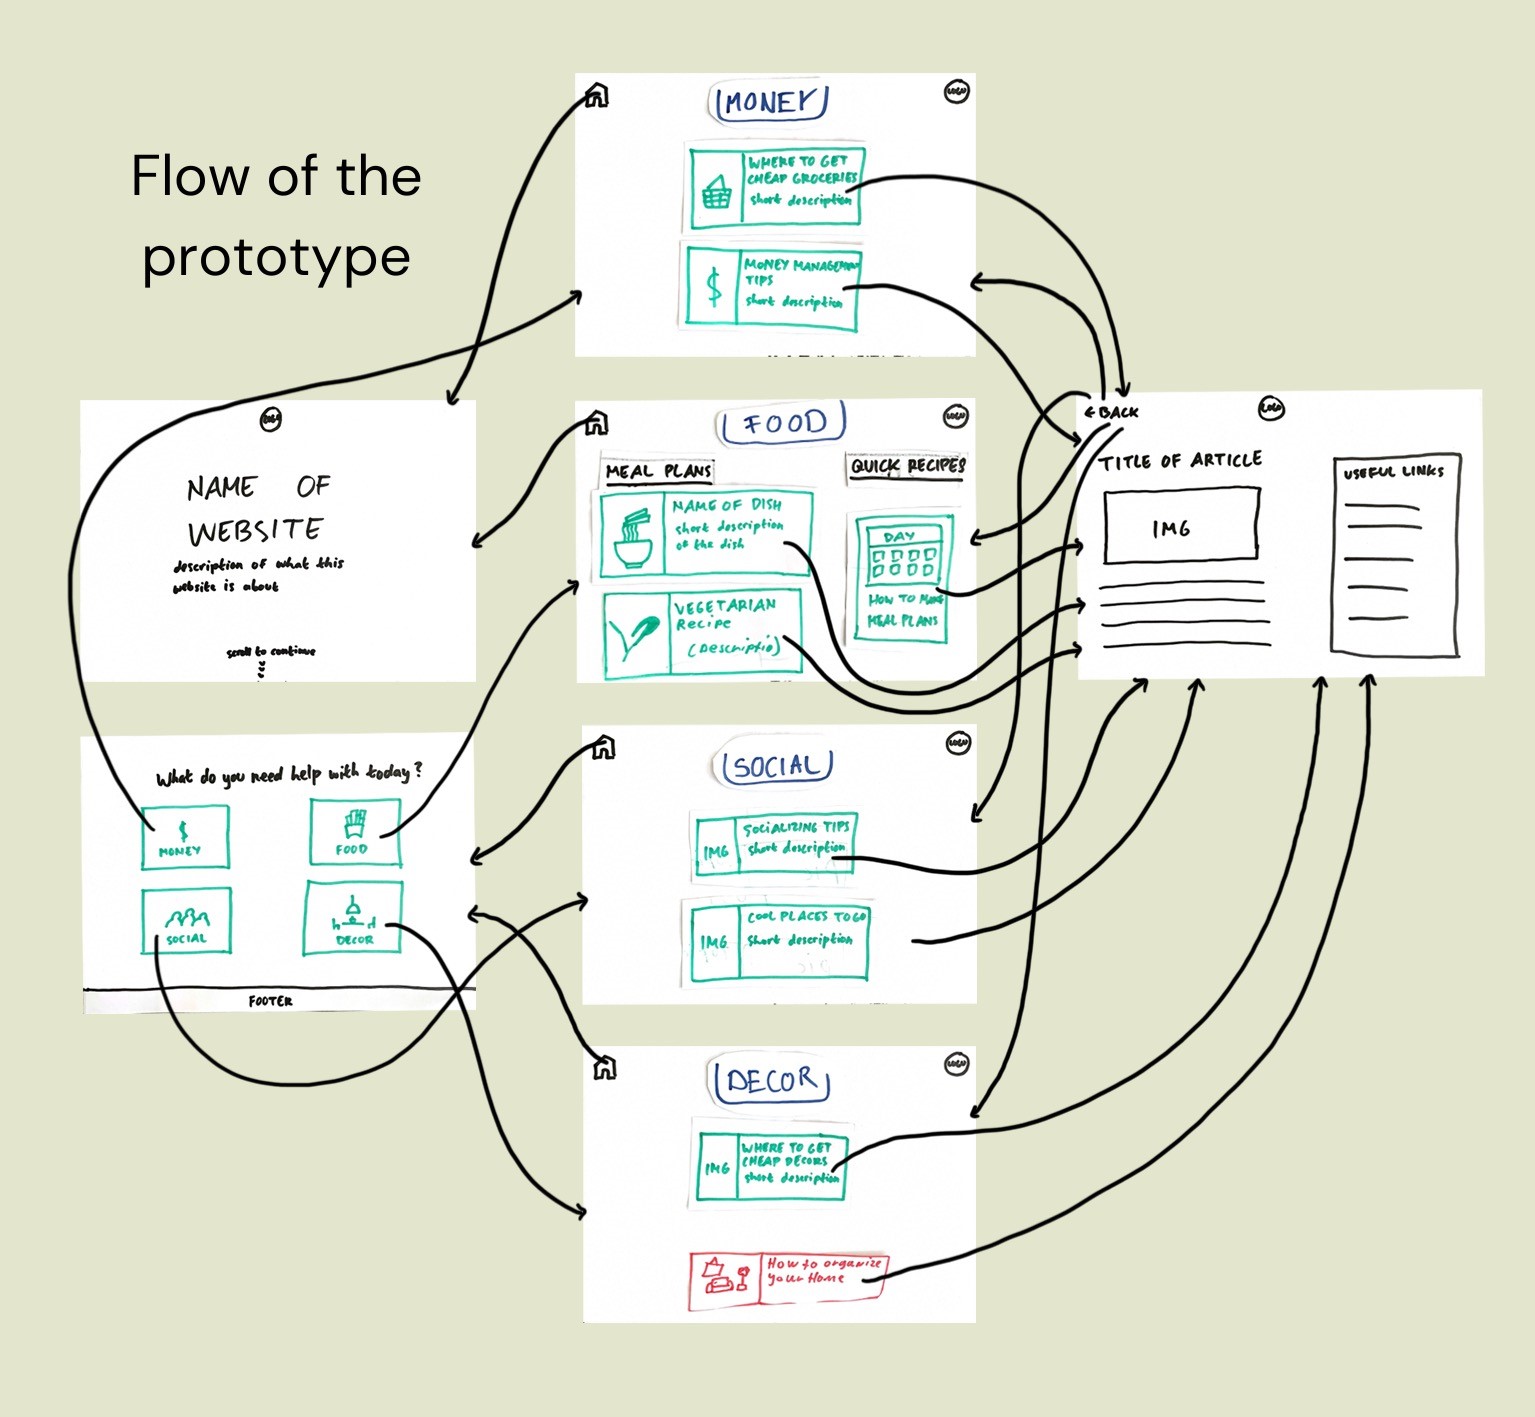 Flow of the
prototype
LOGO
NAME OF
WEBSITE
description of what this
website is about
scroll to continue
What do you need help with today?
$
MONEY
FOOD
SOCIAL
DECOR
FOOTER
MONEY
LOGO
WHERE TO GET
CHEAP GROCERIES
short description
$
MONEY MANAGEMENT
TIPS
short description
FOOD
LOGO
MEAL PLANS
QUICK RECIPES
NAME OF DISH
short description
of the dish
VEGETARIAN
Recipe
(Descriptio)
DAY
HOW TO MAKE
MEAL PLANS
SOCIAL
LOGO
IMG
SOCIALIZING TIPS
short description
IMG
COOL PLACES TO GO
short description
DECOR
LOGO
IMG
WHERE TO GET
CHEAP DECORS
short description
How to organize
your Home
← BACK
LOGO
TITLE OF ARTICLE
IMG
USEFUL LINKS